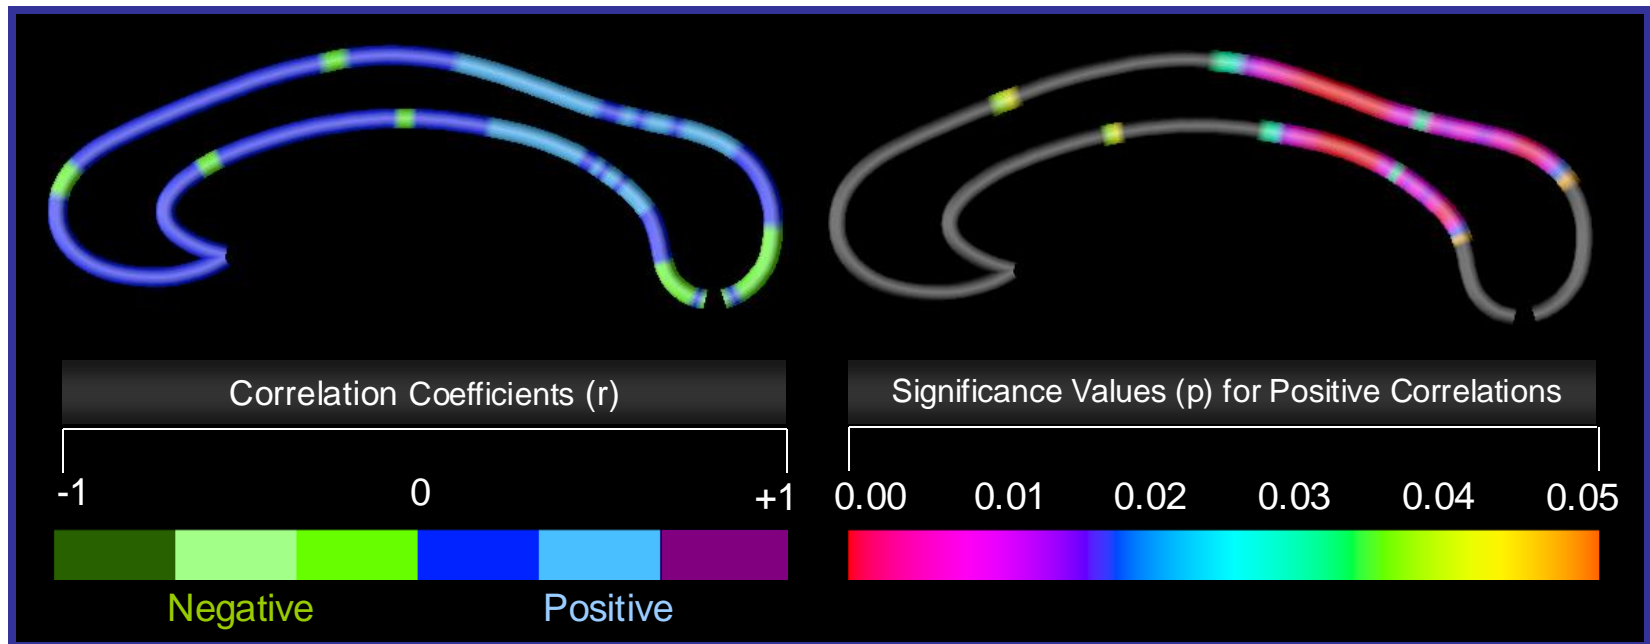 Correlation Coefficients (r)
Significance Values (p) for Positive Correlations
-1 0 +1
0.00 0.01 0.02 0.03 0.04 0.05
Negative Positive